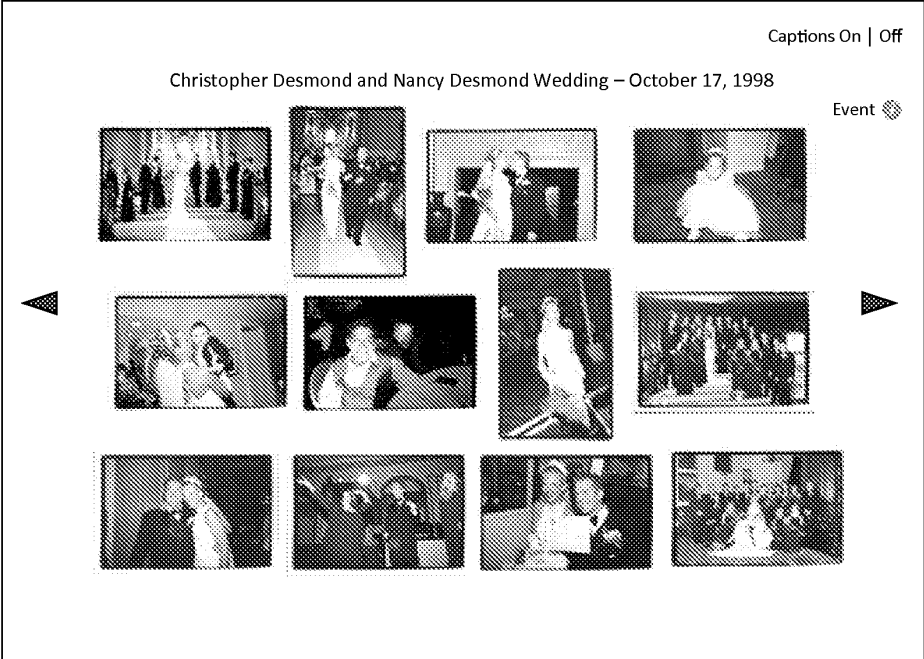 Captions On | Off
Christopher Desmond and Nancy Desmond Wedding – October 17, 1998
Event